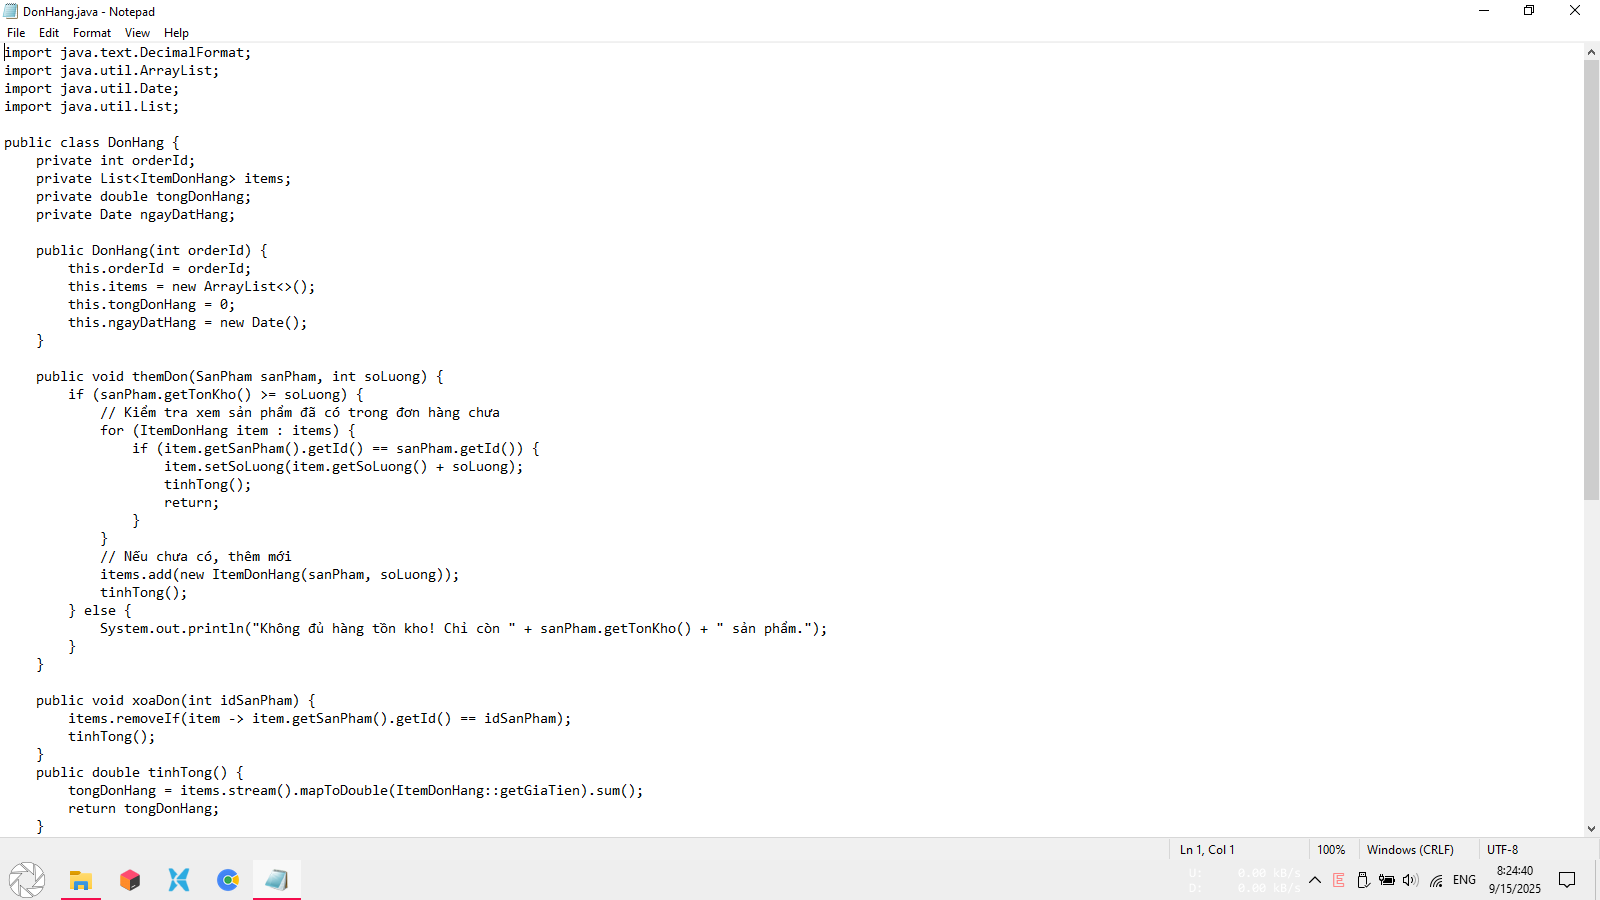 DonHang.java - Notepad
File Edit Format View Help
import java.text.DecimalFormat;
import java.util.ArrayList;
import java.util.Date;
import java.util.List;
public class DonHang {
    private int orderId;
    private List<ItemDonHang> items;
    private double tongDonHang;
    private Date ngayDatHang;
    public DonHang(int orderId) {
        this.orderId = orderId;
        this.items = new ArrayList<>();
        this.tongDonHang = 0;
        this.ngayDatHang = new Date();
    }
    public void themDon(SanPham sanPham, int soLuong) {
        if (sanPham.getTonKho() >= soLuong) {
            // Kiểm tra xem sản phẩm đã có trong đơn hàng chưa
            for (ItemDonHang item : items) {
                if (item.getSanPham().getId() == sanPham.getId()) {
                    item.setSoLuong(item.getSoLuong() + soLuong);
                    tinhTong();
                    return;
                }
            }
            // Nếu chưa có, thêm mới
            items.add(new ItemDonHang(sanPham, soLuong));
            tinhTong();
        } else {
            System.out.println("Không đủ hàng tồn kho! Chỉ còn " + sanPham.getTonKho() + " sản phẩm.");
        }
    }
    public void xoaDon(int idSanPham) {
        items.removeIf(item -> item.getSanPham().getId() == idSanPham);
        tinhTong();
    }
    public double tinhTong() {
        tongDonHang = items.stream().mapToDouble(ItemDonHang::getGiaTien).sum();
        return tongDonHang;
    }
Ln 1, Col 1 100% Windows (CRLF) UTF-8
U: 0.00 kB/s
D: 0.00 kB/s
ENG
8:24:40
9/15/2025